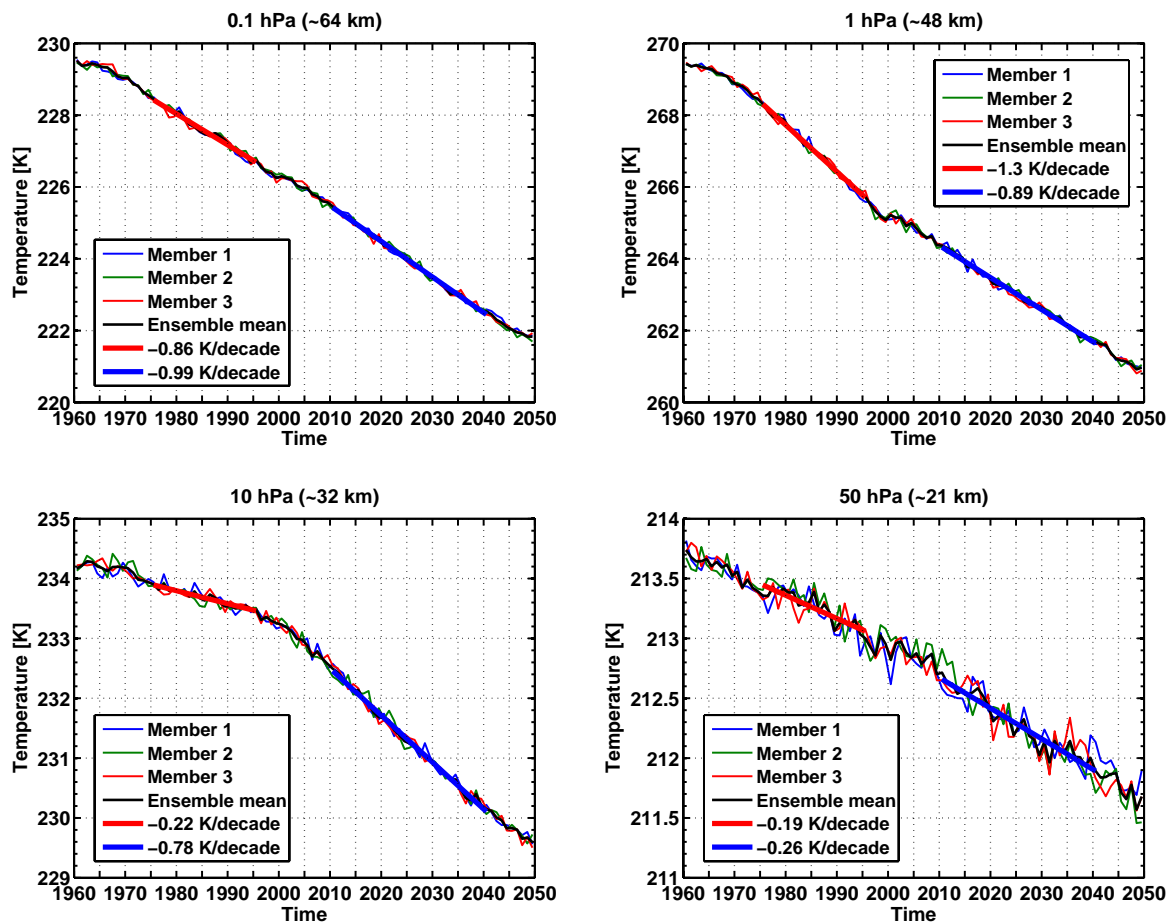 0.1 hPa (~64 km)
Temperature [K]
230
228
226
224
222
220
Member 1
Member 2
Member 3
Ensemble mean
−0.86 K/decade
−0.99 K/decade
1960 1970 1980 1990 2000 2010 2020 2030 2040 2050
Time
1 hPa (~48 km)
Temperature [K]
270
268
266
264
262
260
Member 1
Member 2
Member 3
Ensemble mean
−1.3 K/decade
−0.89 K/decade
1960 1970 1980 1990 2000 2010 2020 2030 2040 2050
Time
10 hPa (~32 km)
Temperature [K]
235
234
233
232
231
230
229
Member 1
Member 2
Member 3
Ensemble mean
−0.22 K/decade
−0.78 K/decade
1960 1970 1980 1990 2000 2010 2020 2030 2040 2050
Time
50 hPa (~21 km)
Temperature [K]
214
213.5
213
212.5
212
211.5
211
Member 1
Member 2
Member 3
Ensemble mean
−0.19 K/decade
−0.26 K/decade
1960 1970 1980 1990 2000 2010 2020 2030 2040 2050
Time